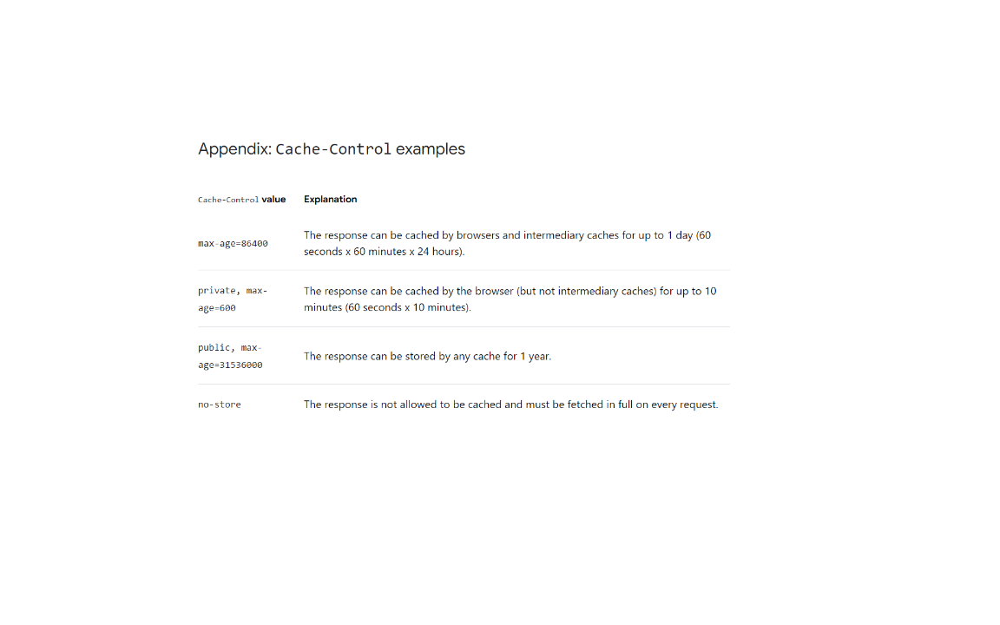 Appendix: Cache-Control examples
Cache-Control value Explanation
max-age=86400
The response can be cached by browsers and intermediary caches for up to 1 day (60
seconds x 60 minutes x 24 hours).
private, max-
age=600
The response can be cached by the browser (but not intermediary caches) for up to 10
minutes (60 seconds x 10 minutes).
public, max-
age=31536000
The response can be stored by any cache for 1 year.
no-store
The response is not allowed to be cached and must be fetched in full on every request.